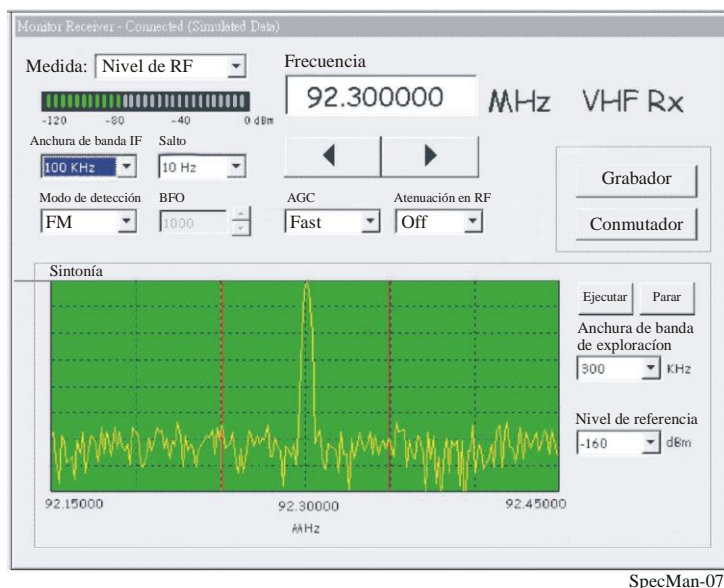 Monitor Receiver - Connected (Simulated Data)
Medida: Nivel de RF
Frecuencia
92.300000 MHz VHF Rx
-120 -80 -40 0 dBm
Anchura de banda IF Salto
100 KHz 10 Hz
Grabador
Modo de detección BFO AGC Atenuación en RF
FM 1000 Fast Off
Conmutador
Sintonía
Ejecutar Parar
Anchura de banda
de exploracíon
300 KHz
Nivel de referencia
-160 dBm
92.15000 92.30000 92.45000
MHz
SpecMan-07